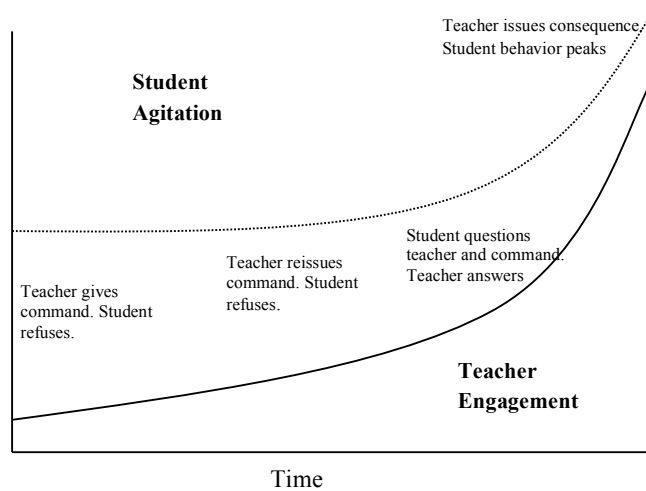 Teacher issues consequence.
Student behavior peaks
Student
Agitation
Student questions
teacher and command.
Teacher answers
Teacher reissues
command. Student
refuses.
Teacher gives
command. Student
refuses.
Teacher
Engagement
Time